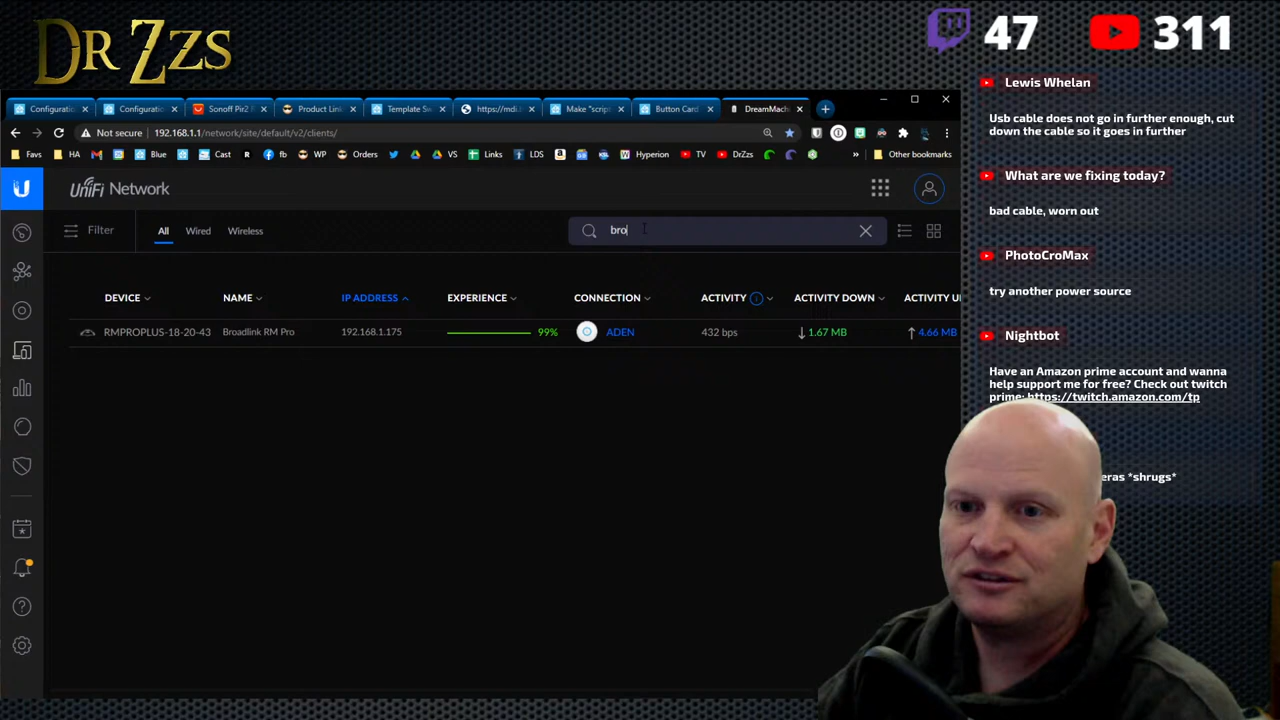 DR ZZS
47
311
Configuratio
Configuratio
Sonoff Pir2
Product Link
Template Sw
https://mdi.
Make "script
Button Card
DreamMach
Not secure
192.168.1.1/network/site/default/v2/clients/
Favs
HA
Blue
Cast
fb
WP
Orders
DB
VS
Links
LDS
Hyperion
TV
DrZzs
Other bookmarks
UniFi Network
Filter
All
Wired
Wireless
bro
DEVICE
NAME
IP ADDRESS
EXPERIENCE
CONNECTION
ACTIVITY
ACTIVITY DOWN
ACTIVITY U
RMPROPLUS-18-20-43
Broadlink RM Pro
192.168.1.175
99%
ADEN
432 bps
1.67 MB
4.66 MB
Lewis Whelan
Usb cable does not go in further enough, cut
down the cable so it goes in further
What are we fixing today?
bad cable, worn out
PhotoCroMax
try another power source
Nightbot
Have an Amazon prime account and wanna
help support me for free? Check out twitch
prime: https://twitch.amazon.com/tp
eras *shrugs*